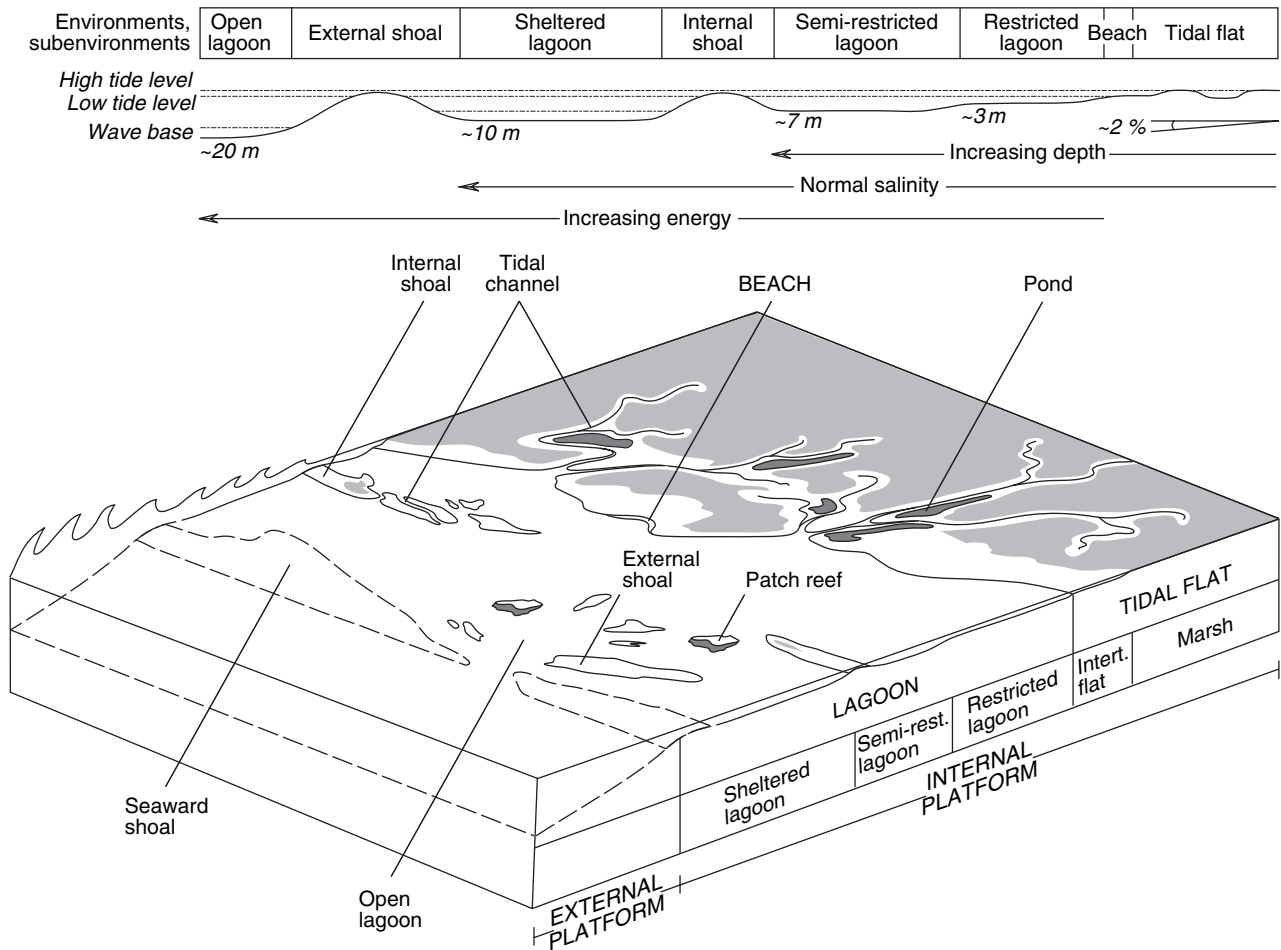 Environments,
subenvironments
Open
lagoon
External shoal
Sheltered
lagoon
Internal
shoal
Semi-restricted
lagoon
Restricted
lagoon
Beach
Tidal flat
High tide level
Low tide level
Wave base
~20 m
~10 m
~7 m
~3 m
~2 %
Increasing depth
Normal salinity
Increasing energy
Internal
shoal
Tidal
channel
BEACH
Pond
External
shoal
Patch reef
TIDAL FLAT
Marsh
Intert.
flat
LAGOON
Restricted
lagoon
Semi-rest.
lagoon
Sheltered
lagoon
INTERNAL
PLATFORM
Seaward
shoal
Open
lagoon
EXTERNAL
PLATFORM